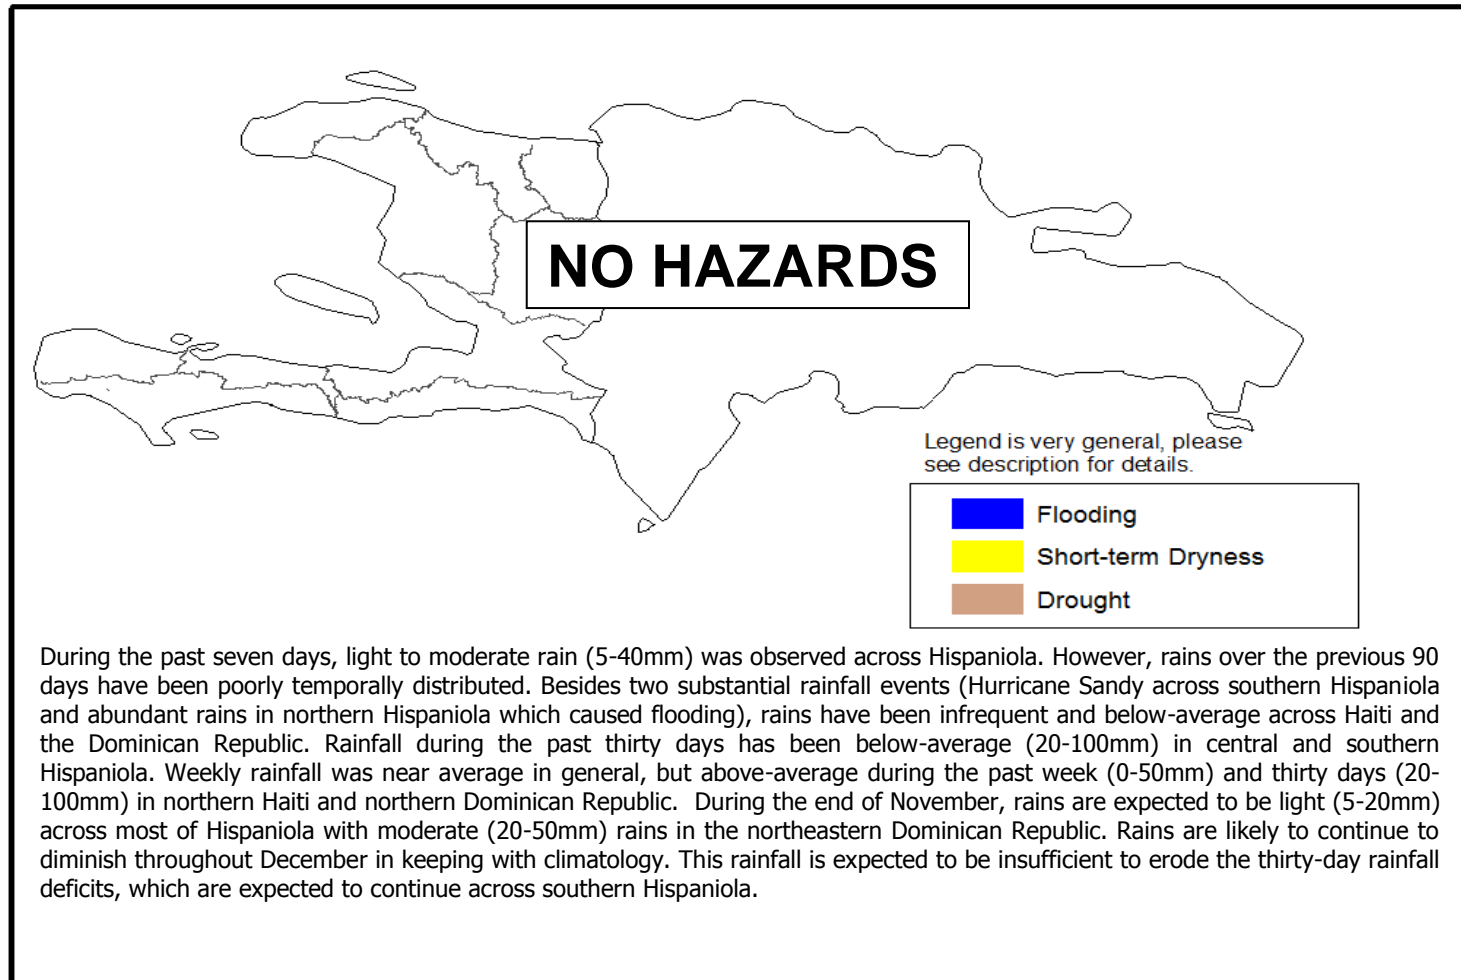 NO HAZARDS
Legend is very general, please
see description for details.
Flooding
Short-term Dryness
Drought
During the past seven days, light to moderate rain (5-40mm) was observed across Hispaniola. However, rains over the previous 90
days have been poorly temporally distributed. Besides two substantial rainfall events (Hurricane Sandy across southern Hispaniola
and abundant rains in northern Hispaniola which caused flooding), rains have been infrequent and below-average across Haiti and
the Dominican Republic. Rainfall during the past thirty days has been below-average (20-100mm) in central and southern
Hispaniola. Weekly rainfall was near average in general, but above-average during the past week (0-50mm) and thirty days (20-
100mm) in northern Haiti and northern Dominican Republic. During the end of November, rains are expected to be light (5-20mm)
across most of Hispaniola with moderate (20-50mm) rains in the northeastern Dominican Republic. Rains are likely to continue to
diminish throughout December in keeping with climatology. This rainfall is expected to be insufficient to erode the thirty-day rainfall
deficits, which are expected to continue across southern Hispaniola.